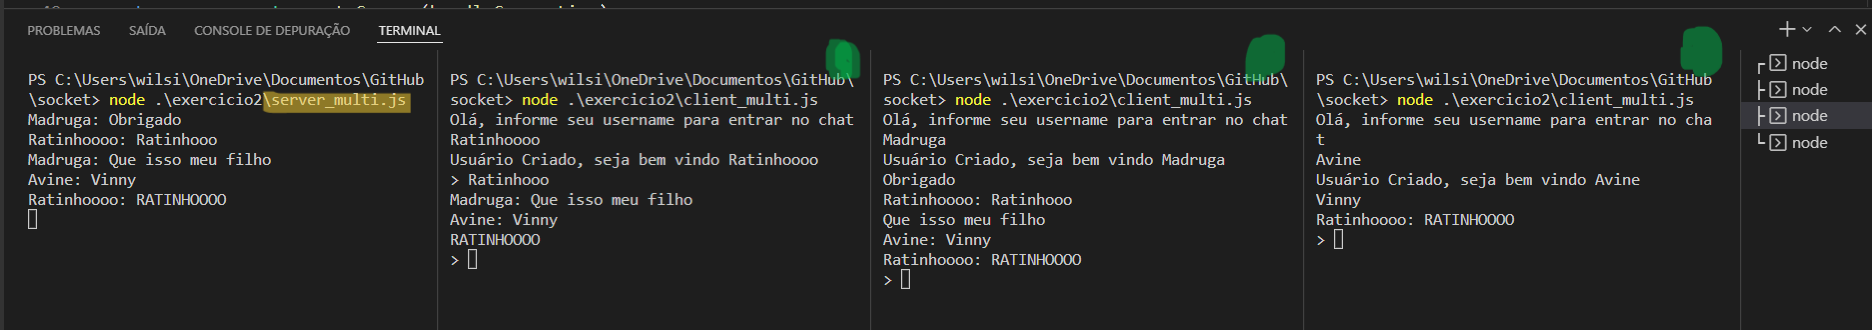 PROBLEMAS SAÍDA CONSOLE DE DEPURAÇÃO TERMINAL
PS C:\Users\wilsi\OneDrive\Documentos\GitHub
\socket> node .\exercicio2\server_multi.js
Madruga: Obrigado
Ratinhoooo: Ratinhooo
Madruga: Que isso meu filho
Avine: Vinny
Ratinhoooo: RATINHOOOO
PS C:\Users\wilsi\OneDrive\Documentos\GitHub\
socket> node .\exercicio2\client_multi.js
Olá, informe seu username para entrar no chat
Ratinhoooo
Usuário Criado, seja bem vindo Ratinhoooo
> Ratinhooo
Madruga: Que isso meu filho
Avine: Vinny
RATINHOOOO
>
PS C:\Users\wilsi\OneDrive\Documentos\GitHub\
socket> node .\exercicio2\client_multi.js
Olá, informe seu username para entrar no chat
Madruga
Usuário Criado, seja bem vindo Madruga
Obrigado
Ratinhoooo: Ratinhooo
Que isso meu filho
Avine: Vinny
Ratinhoooo: RATINHOOOO
>
PS C:\Users\wilsi\OneDrive\Documentos\GitHub
\socket> node .\exercicio2\client_multi.js
Olá, informe seu username para entrar no cha
t
Avine
Usuário Criado, seja bem vindo Avine
Vinny
Ratinhoooo: RATINHOOOO
>
node
node
node
node